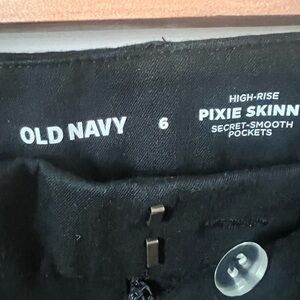 OLD NAVY 6
HIGH-RISE
PIXIE SKINN
SECRET-SMOOTH
POCKETS